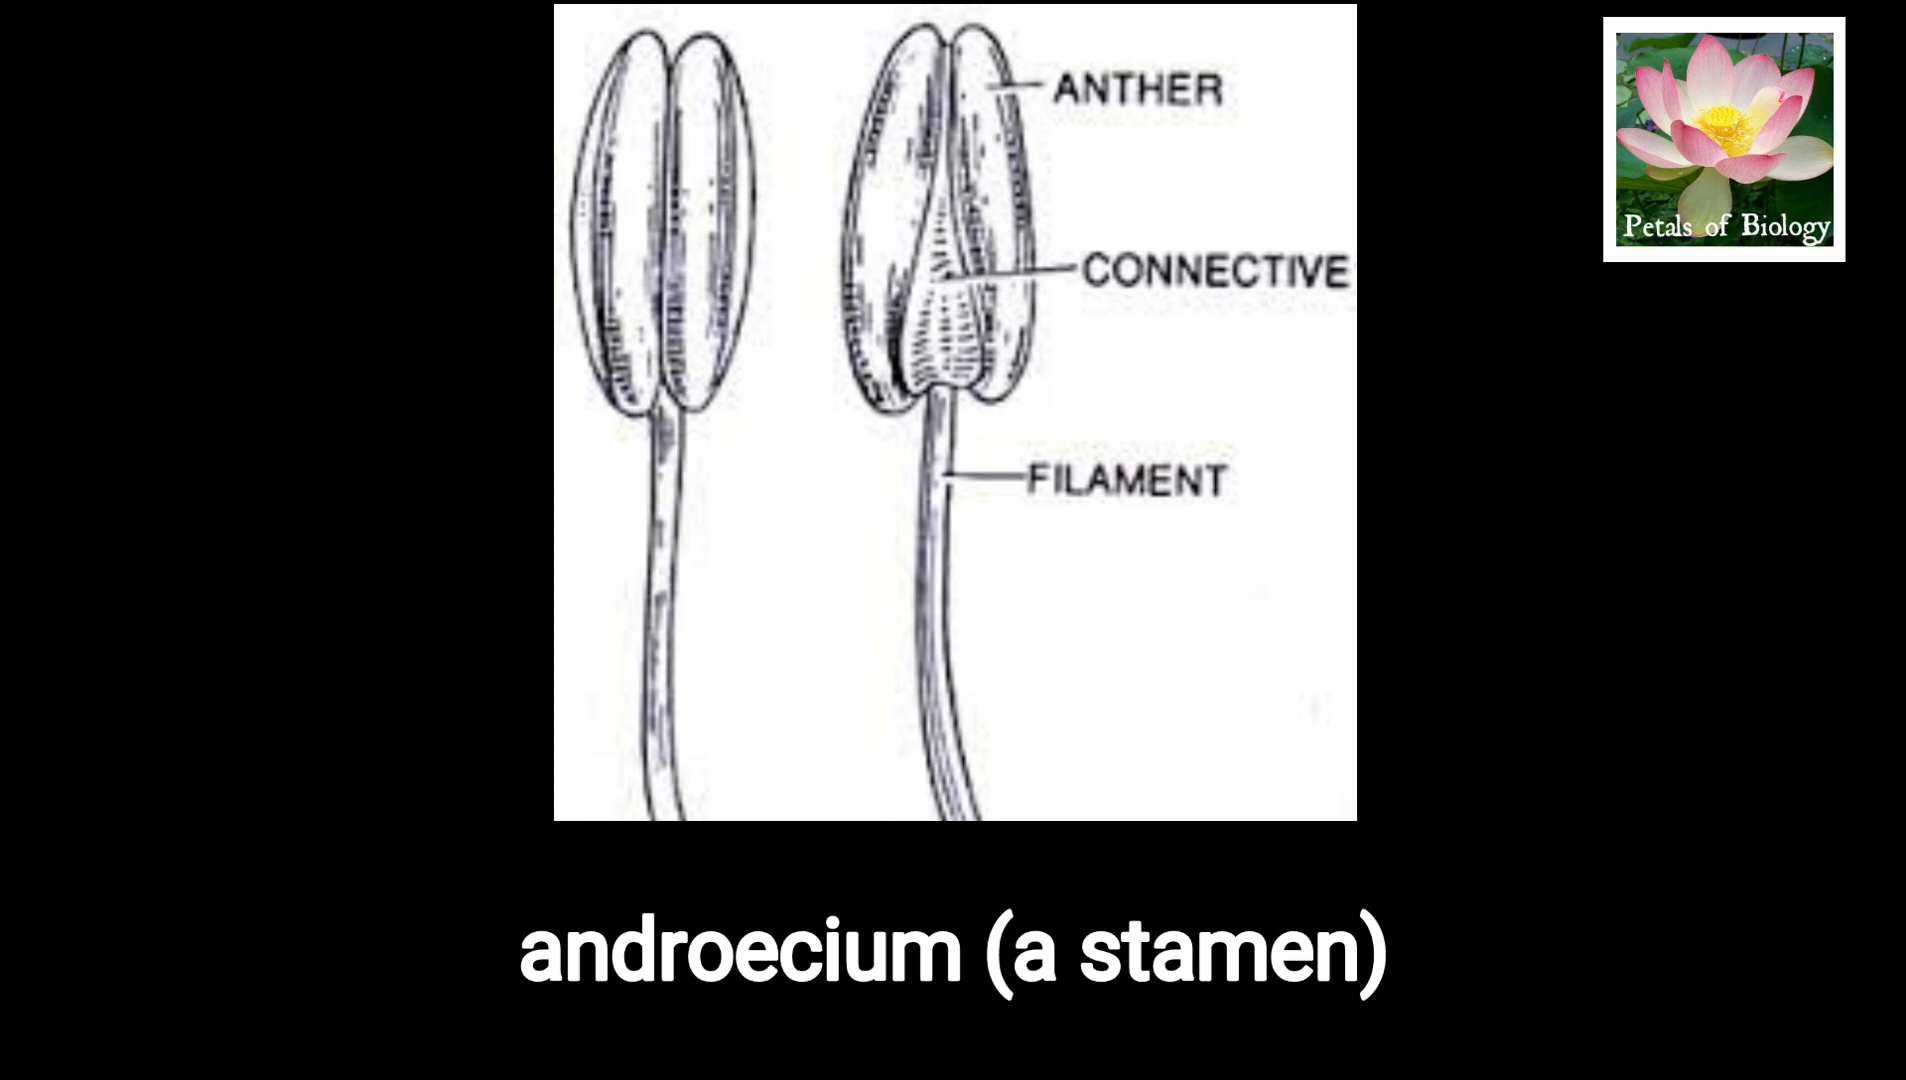 ANTHER
CONNECTIVE
FILAMENT
Petals of Biology
androecium (a stamen)